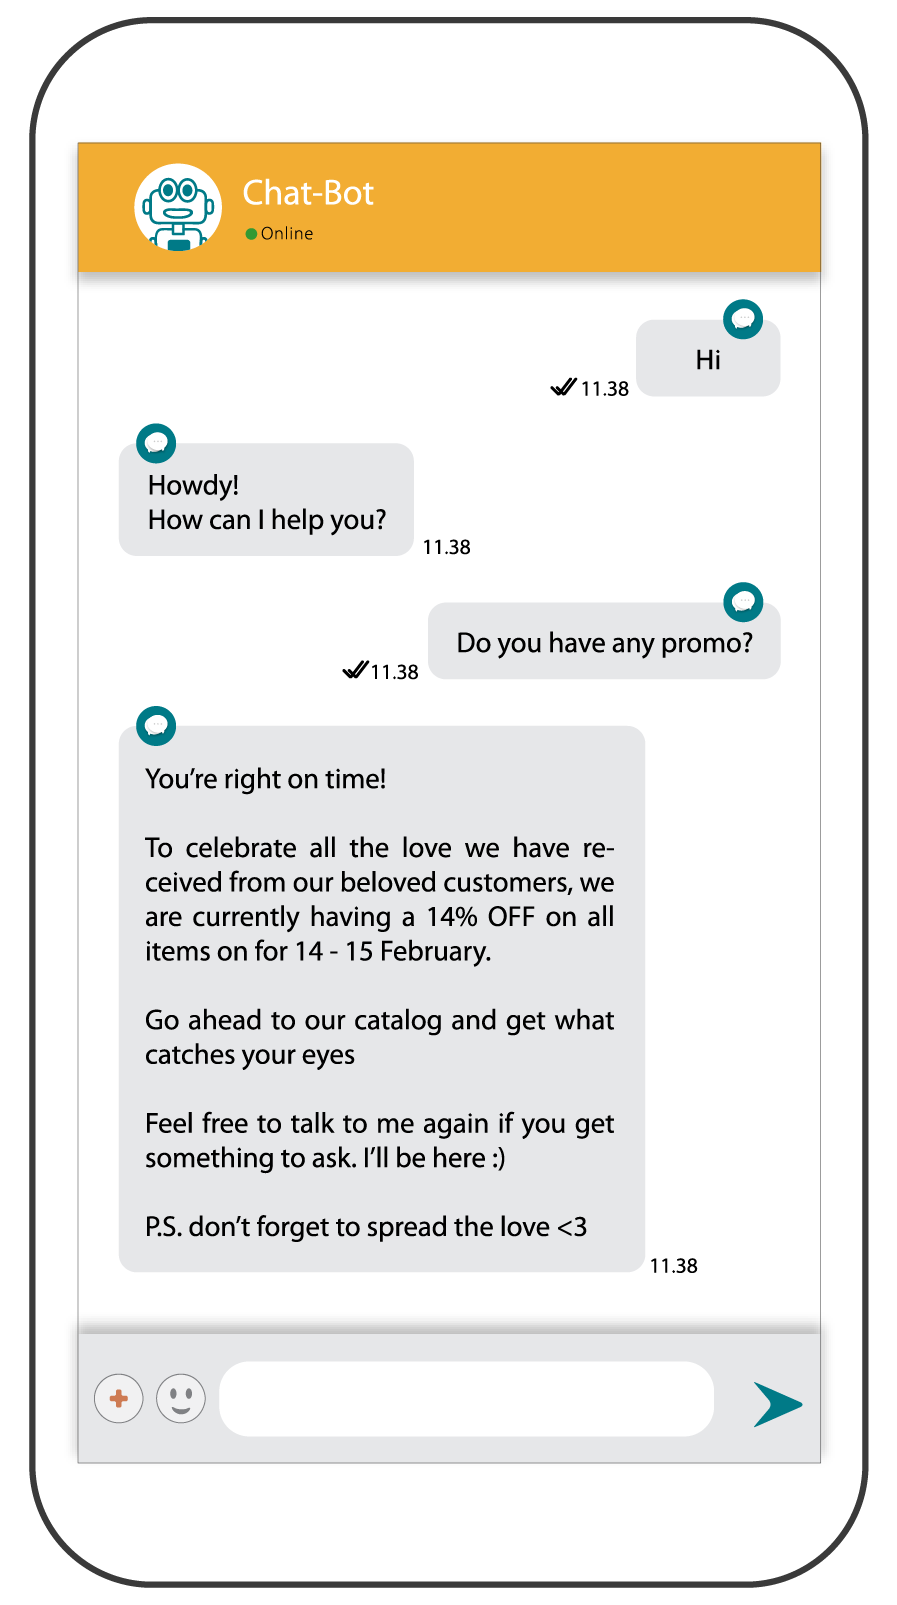 Chat-Bot
Online
Hi
11.38
Howdy!
How can I help you?
11.38
Do you have any promo?
11.38
You're right on time!
To celebrate all the love we have re-
ceived from our beloved customers, we
are currently having a 14% OFF on all
items on for 14 - 15 February.
Go ahead to our catalog and get what
catches your eyes
Feel free to talk to me again if you get
something to ask. I'll be here :)
P.S. don't forget to spread the love <3
11.38